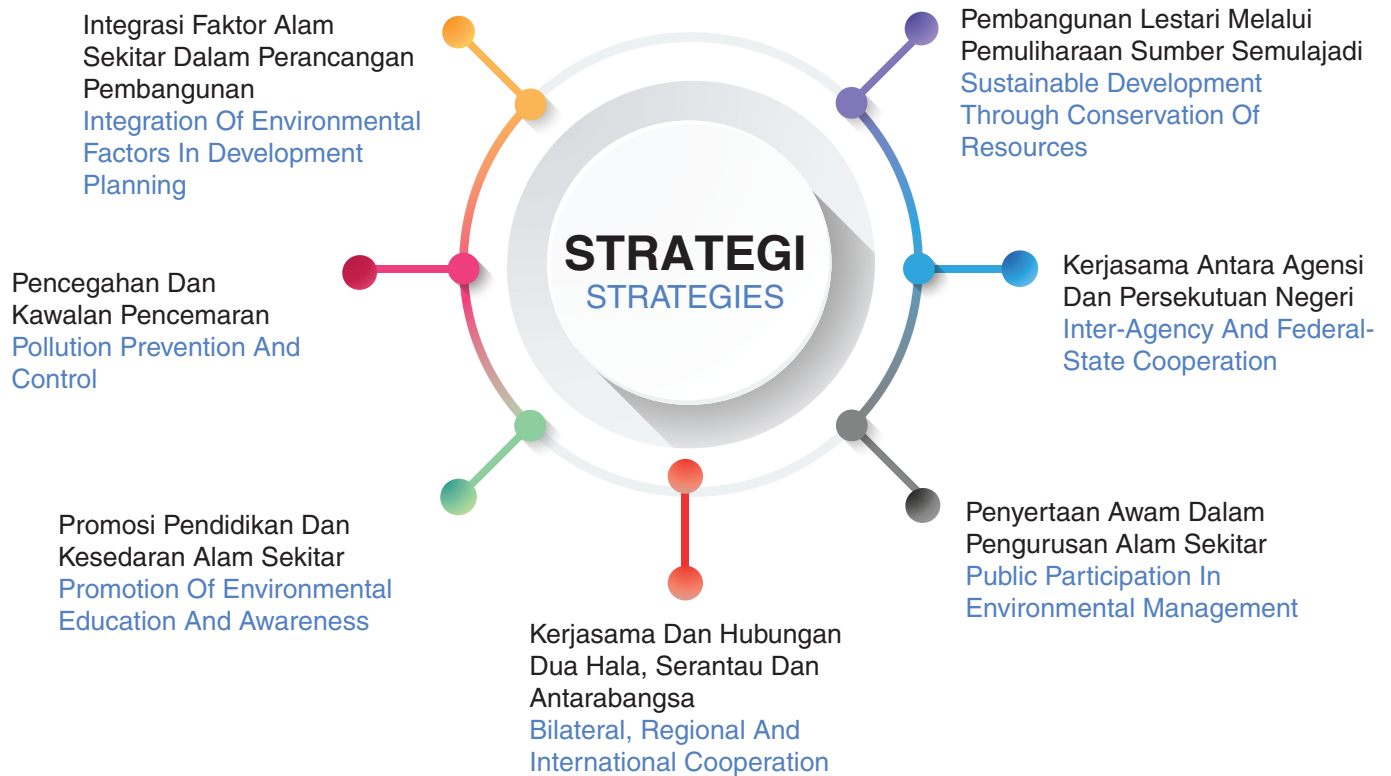 Integrasi Faktor Alam
Sekitar Dalam Perancangan
Pembangunan
Integration Of Environmental
Factors In Development
Planning
Pembangunan Lestari Melalui
Pemuliharaan Sumber Semulajadi
Sustainable Development
Through Conservation Of
Resources
STRATEGI
STRATEGIES
Pencegahan Dan
Kawalan Pencemaran
Pollution Prevention And
Control
Kerjasama Antara Agensi
Dan Persekutuan Negeri
Inter-Agency And Federal-
State Cooperation
Promosi Pendidikan Dan
Kesedaran Alam Sekitar
Promotion Of Environmental
Education And Awareness
Penyertaan Awam Dalam
Pengurusan Alam Sekitar
Public Participation In
Environmental Management
Kerjasama Dan Hubungan
Dua Hala, Serantau Dan
Antarabangsa
Bilateral, Regional And
International Cooperation